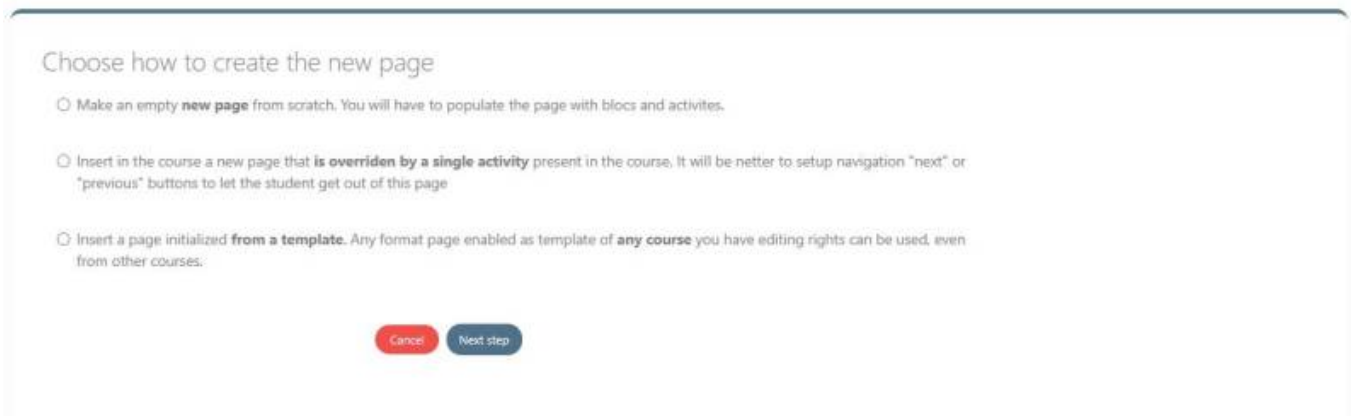 Choose how to create the new page
Make an empty new page from scratch. You will have to populate the page with blocs and activites.
Insert in the course a new page that is overriden by a single activity present in the course. It will be netter to setup navigation "next" or
"previous" buttons to let the student get out of this page
Insert a page initialized from a template. Any format page enabled as template of any course you have editing rights can be used, even
from other courses.
Cancel Next step